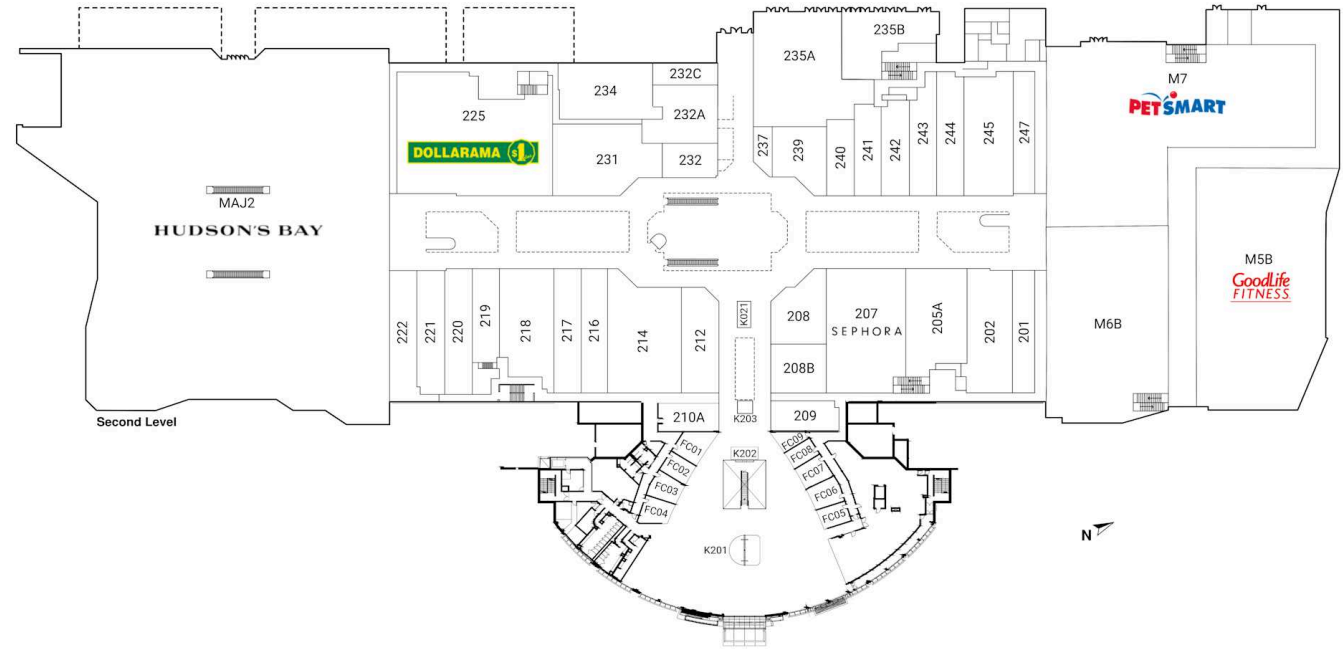 235B
235A
232C
M7
PETSMART
234
225
232A
DOLLARAMA $1
231
232
237
239
240
241
242
243
244
245
247
MAJ2
HUDSON'S BAY
M5B
GoodLife
FITNESS
222
221
220
219
218
217
216
214
212
K021
208
207
SEPHORA
205A
202
201
M6B
208B
Second Level
210A
K203
209
FC01
FC02
FC03
FC04
K202
FC09
FC08
FC07
FC06
FC05
K201
N